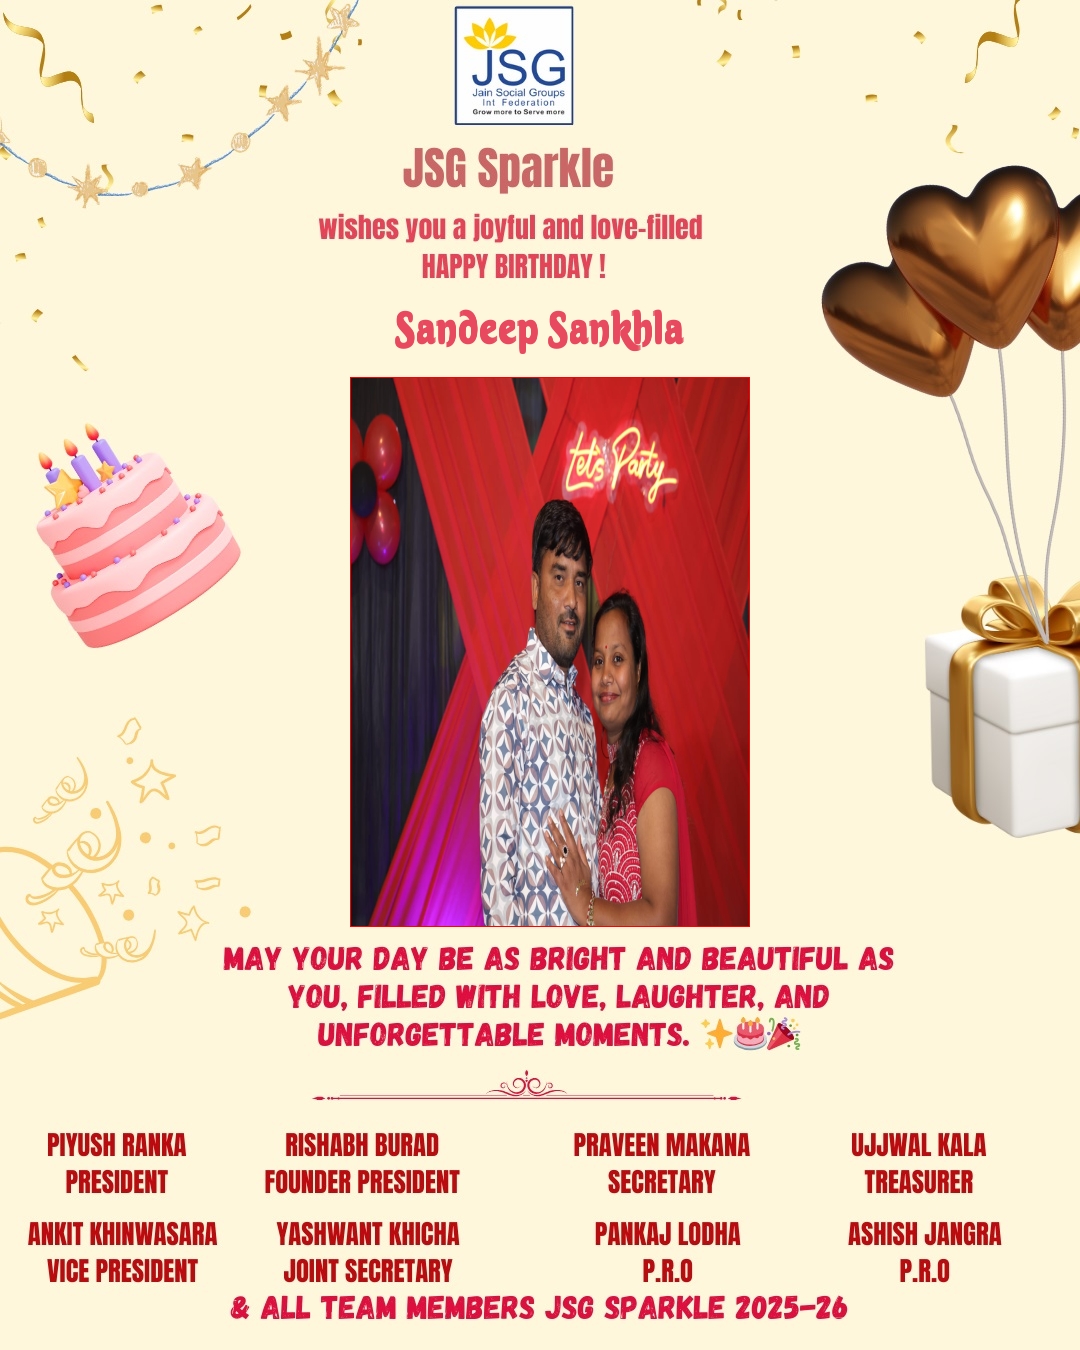 JSG
Jain Social Groups
Int Federation
Grow more to Serve more
JSG Sparkle
wishes you a joyful and love-filled
HAPPY BIRTHDAY !
Sandeep Sankhla
Let's Party
MAY YOUR DAY BE AS BRIGHT AND BEAUTIFUL AS
YOU, FILLED WITH LOVE, LAUGHTER, AND
UNFORGETTABLE MOMENTS. ✨🎂🎉
PIYUSH RANKA
PRESIDENT
RISHABH BURAD
FOUNDER PRESIDENT
PRAVEEN MAKANA
SECRETARY
UJJWAL KALA
TREASURER
ANKIT KHINWASARA
VICE PRESIDENT
YASHWANT KHICHA
JOINT SECRETARY
PANKAJ LODHA
P.R.O
ASHISH JANGRA
P.R.O
& ALL TEAM MEMBERS JSG SPARKLE 2025-26